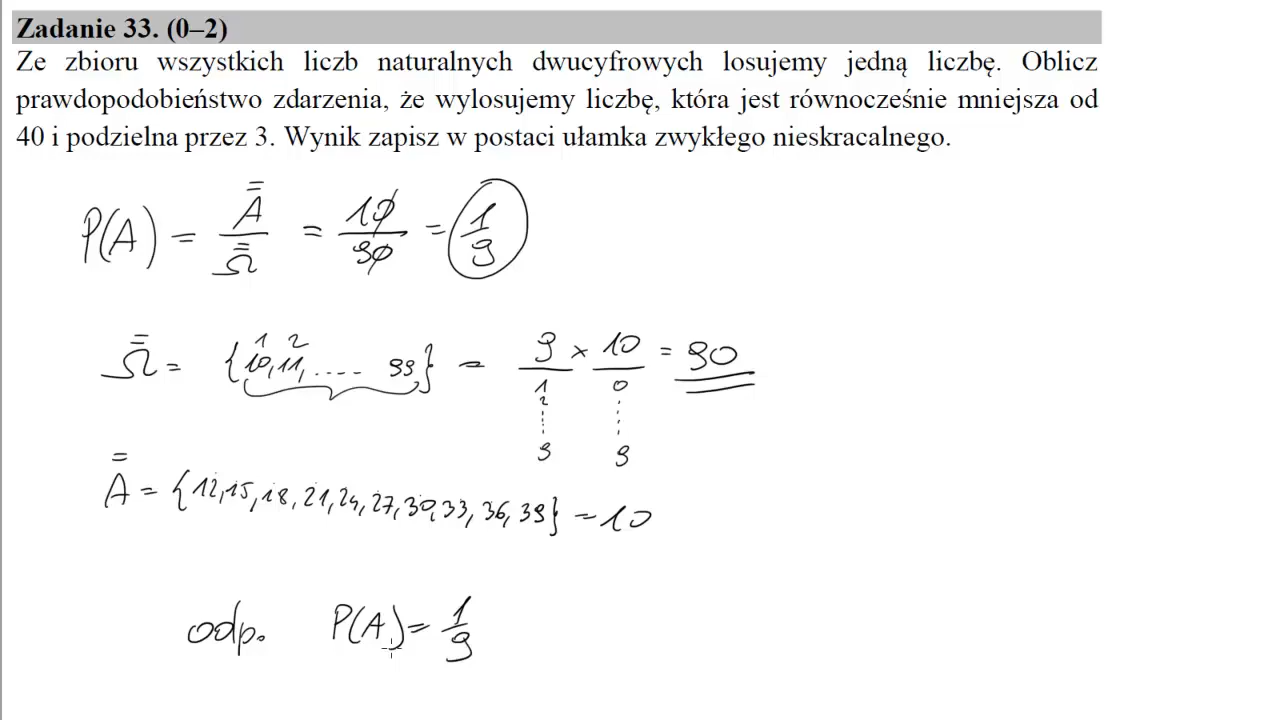 Zadanie 33. (0–2)
Ze zbioru wszystkich liczb naturalnych dwucyfrowych losujemy jedną liczbę. Oblicz
prawdopodobieństwo zdarzenia, że wylosujemy liczbę, która jest równocześnie mniejsza od
40 i podzielna przez 3. Wynik zapisz w postaci ułamka zwykłego nieskracalnego.
P(A) = A̿ / Ω̿ = 10/90 = 1/9
1 2
Ω̿ = {10,11, ..... 99} = 9 × 10 = 90
1 0
2
9 9
A̿ = {12,15,18,21,24,27,30,33,36,39} = 10
odp. P(A) = 1/9